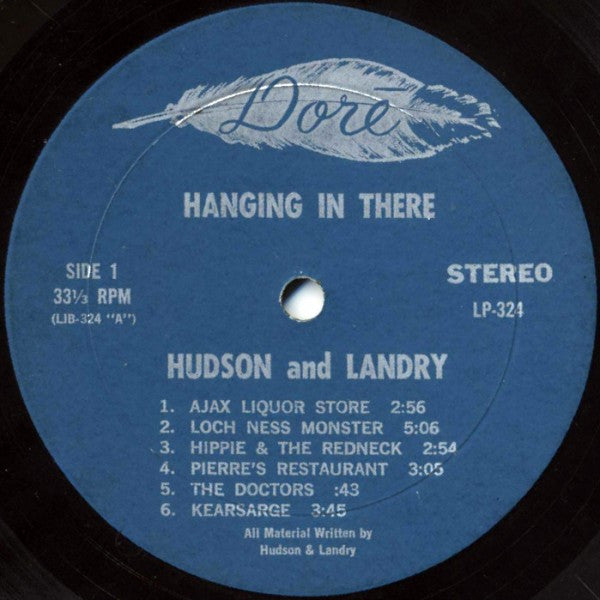 Doré
HANGING IN THERE
SIDE 1
33⅓ RPM
(LJB-324 "A")
STEREO
LP-324
HUDSON and LANDRY
1. AJAX LIQUOR STORE 2:56
2. LOCH NESS MONSTER 5:06
3. HIPPIE & THE REDNECK 2:54
4. PIERRE'S RESTAURANT 3:05
5. THE DOCTORS :43
6. KEARSARGE 3:45
All Material Written by
Hudson & Landry